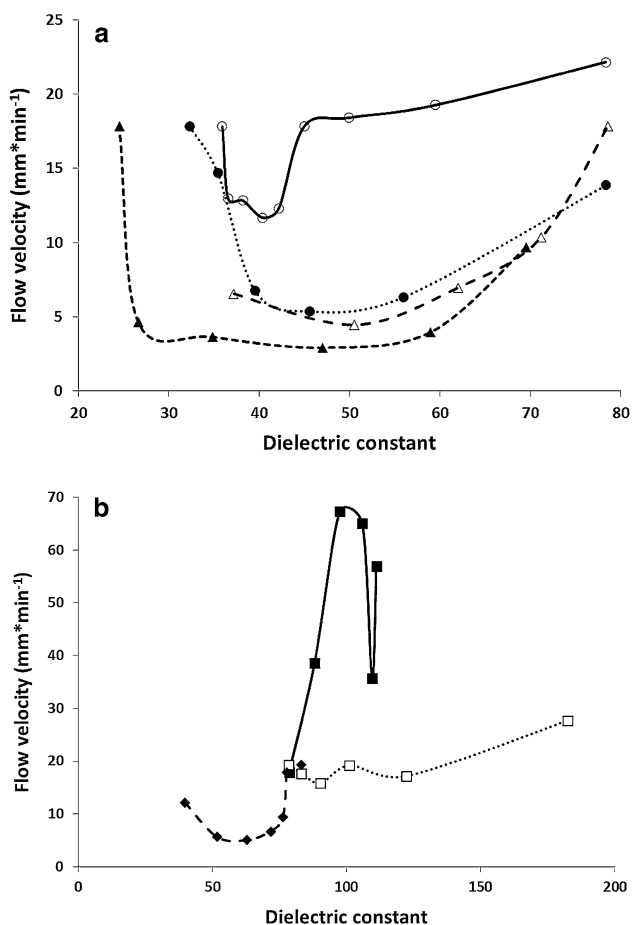 a
25
20
15
10
5
0
Flow velocity (mm*min⁻¹)
20 30 40 50 60 70 80
Dielectric constant
b
70
60
50
40
30
20
10
0
Flow velocity (mm*min⁻¹)
0 50 100 150 200
Dielectric constant